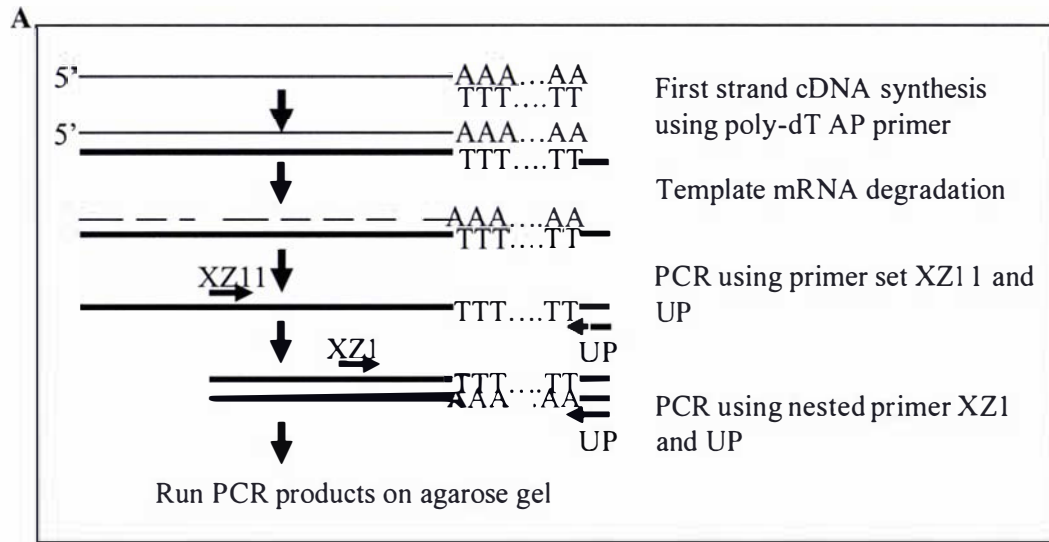 A
5' AAA...AA
TTT....TT
First strand cDNA synthesis
using poly-dT AP primer
5' AAA...AA
TTT....TT
Template mRNA degradation
AAA....AA
TTT....TT
XZ11
PCR using primer set XZ11 and
UP
TTT....TT
UP
XZ1
TTT....TT
AAA...AA
PCR using nested primer XZ1
and UP
UP
Run PCR products on agarose gel